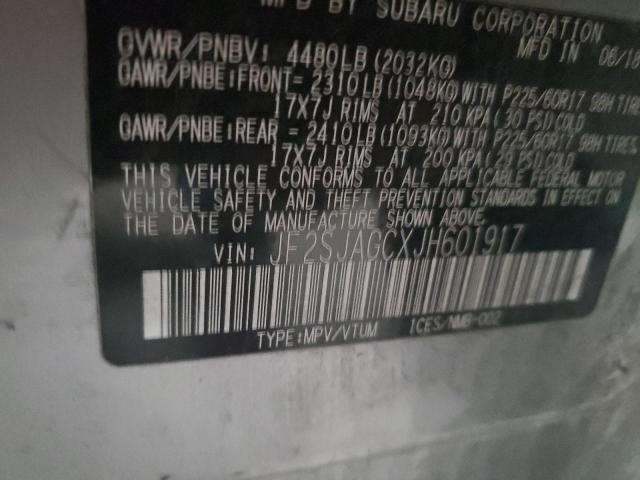 MFD BY SUBARU CORPORATION
MFD IN 06/18
GVWR/PNBV: 4480LB(2032KG)
GAWR/PNBE:FRONT= 2310LB(1048KG)WITH P225/60R17 98H TIRES
17X7J RIMS AT 210 KPA(30 PSI)COLD
GAWR/PNBE:REAR = 2410LB(1093KG)WITH P225/60R17 98H TIRES,
17X7J RIMS AT 200 KPA(29 PSI)COLD
THIS VEHICLE CONFORMS TO ALL APPLICABLE FEDERAL MOTOR
VEHICLE SAFETY AND THEFT PREVENTION STANDARDS IN EFFECT ON
THE DATE OF MANUFACTURE SHOWN ABOVE.
VIN: JF2SJAGCXJH601917
TYPE:MPV/VTUM ICES/NMB-002